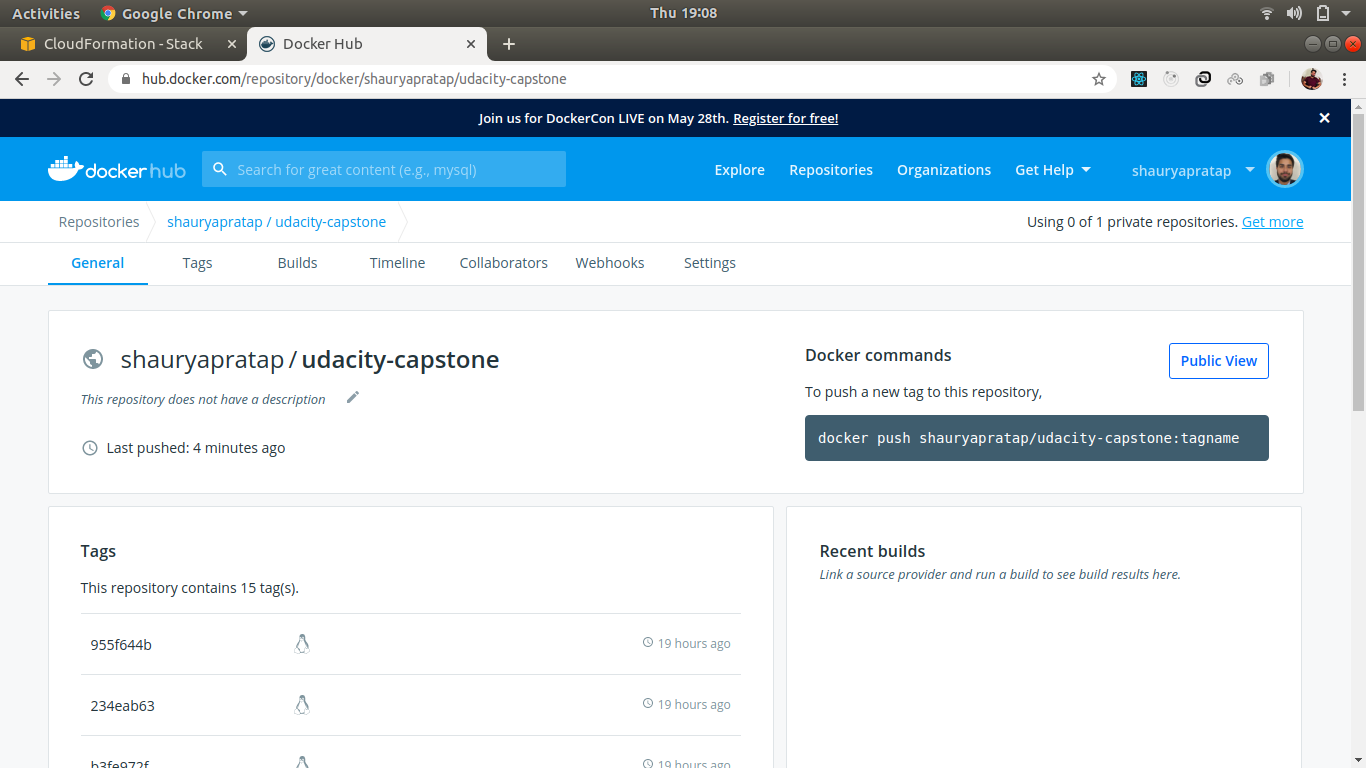 Activities Google Chrome Thu 19:08
CloudFormation - Stack Docker Hub
hub.docker.com/repository/docker/shauryapratap/udacity-capstone
Join us for DockerCon LIVE on May 28th. Register for free!
docker hub Search for great content (e.g., mysql) Explore Repositories Organizations Get Help shauryapratap
Repositories shauryapratap / udacity-capstone Using 0 of 1 private repositories. Get more
General Tags Builds Timeline Collaborators Webhooks Settings
shauryapratap / udacity-capstone
This repository does not have a description
Last pushed: 4 minutes ago
Docker commands
Public View
To push a new tag to this repository,
docker push shauryapratap/udacity-capstone:tagname
Tags
This repository contains 15 tag(s).
955f644b 19 hours ago
234eab63 19 hours ago
b3fe972f 19 hours ago
Recent builds
Link a source provider and run a build to see build results here.